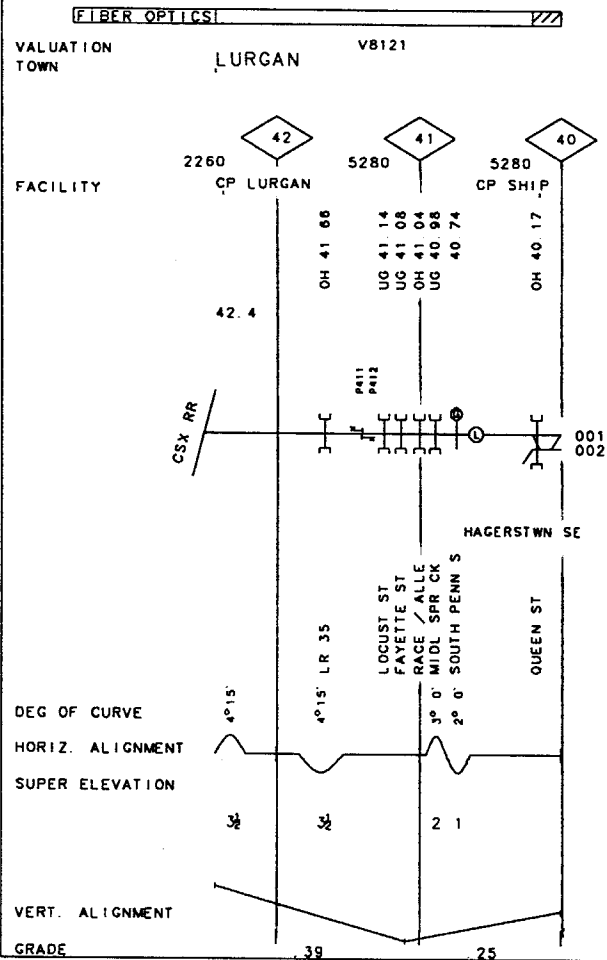 FIBER OPTICS
VALUATION V8121
TOWN LURGAN
42 41 40
2260 5280 5280
FACILITY CP LURGAN CP SHIP
OH 41 66
UG 41.14
UG 41 08
OH 41 04
UG 40.98
40.74
OH 40.17
42.4
P411
P412
CSX RR
L
001
002
HAGERSTWN SE
LR 35
LOCUST ST
FAYETTE ST
RACE / ALLE
MIDL SPR CK
SOUTH PENN S
QUEEN ST
DEG OF CURVE 4°15' 4°15' 3° 0' 2° 0'
HORIZ. ALIGNMENT
SUPER ELEVATION
3½ 3½ 2 1
VERT. ALIGNMENT
GRADE .39 .25